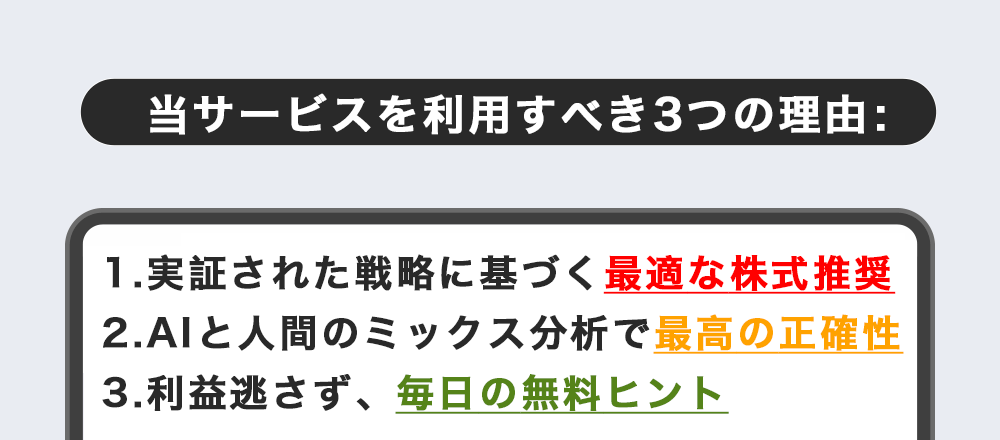 当サービスを利用すべき3つの理由:
1.実証された戦略に基づく最適な株式推奨
2.AIと人間のミックス分析で最高の正確性
3.利益逃さず、毎日の無料ヒント